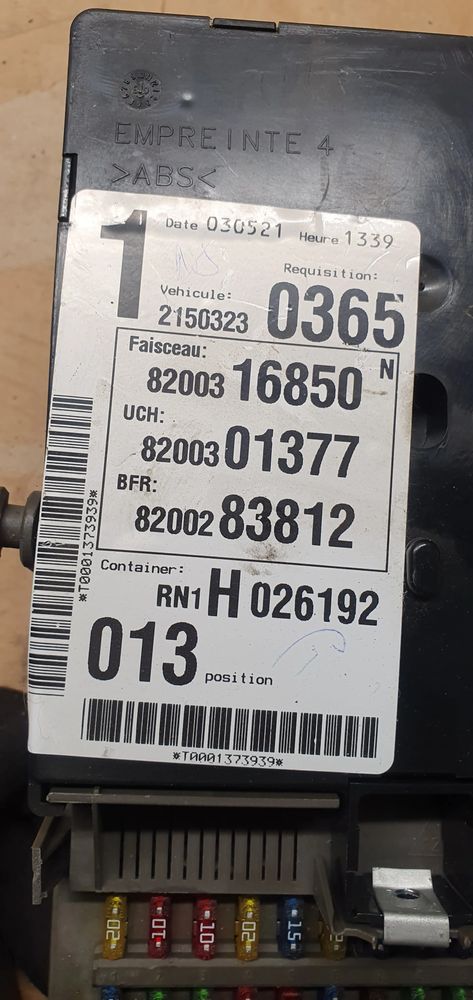 EMPREINTE 4
>ABS<
1
Date 030521 Heure 1339
Requisition:
Vehicule:
2150323 0365
Faisceau: N
82003 16850
UCH:
82003 01377
BFR:
82002 83812
Container:
RN1 H 026192
013 position
*T0001373939*
*T0001373939*
20 10 10 20 15